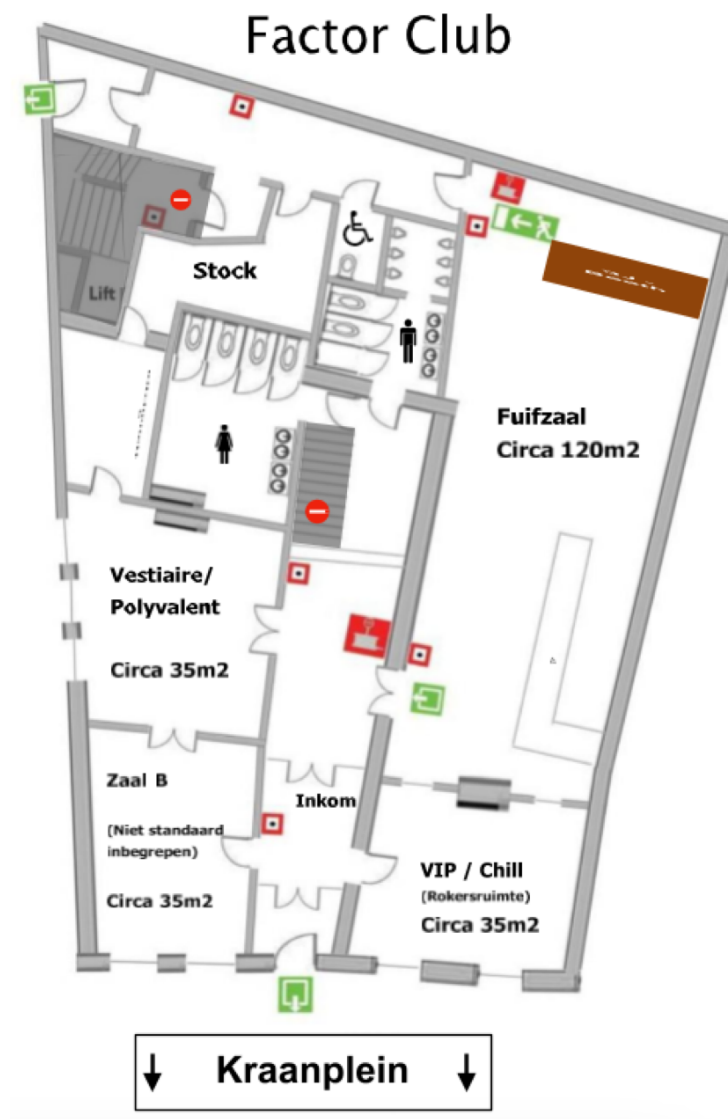 Factor Club
Stock
Lift
Fuifzaal
Circa 120m2
Vestiaire/
Polyvalent
Circa 35m2
Zaal B
(Niet standaard
inbegrepen)
Circa 35m2
Inkom
VIP / Chill
(Rokersruimte)
Circa 35m2
Kraanplein